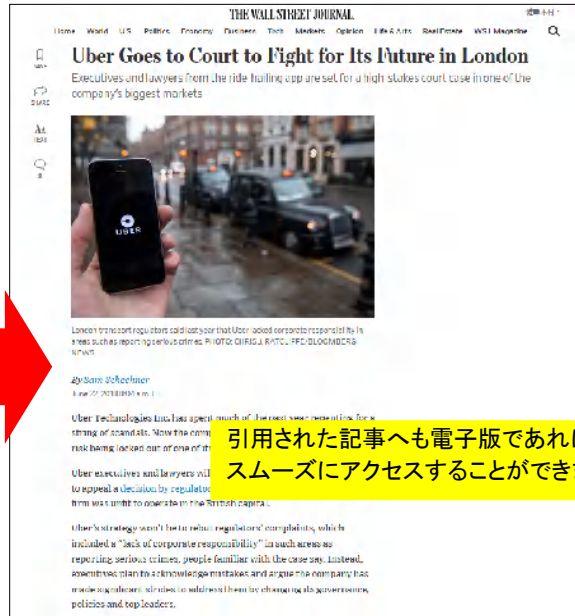 THE WALL STREET JOURNAL.
Home World U.S. Politics Economy Business Tech Markets Opinion Life & Arts Real Estate WSJ. Magazine
Uber Goes to Court to Fight for Its Future in London
Executives and lawyers from the ride-hailing app are set for a high-stakes court case in one of the
company's biggest markets
SHARE
TEXT
UBER
London transport regulators said last year that Uber lacked corporate responsibility in
areas such as reporting serious crimes. PHOTO: CHRIS J. RATCLIFFE/BLOOMBERG
NEWS
By Sam Schechner
Uber Technologies Inc. has spent much of the past year repenting for a
string of scandals. Now the
risk being locked out of one of
引用された記事へも電子版であれ
スムーズにアクセスすることができ
Uber executives and lawyers
to appeal a decision by
firm was unfit to operate in the British capital.
Uber's strategy won't be to rebut regulators' complaints, which
included a "lack of corporate responsibility" in such areas as
reporting serious crimes, people familiar with the case say. Instead,
executives plan to acknowledge mistakes and argue the company has
made significant strides to address them by changing its governance,
policies and top leaders.